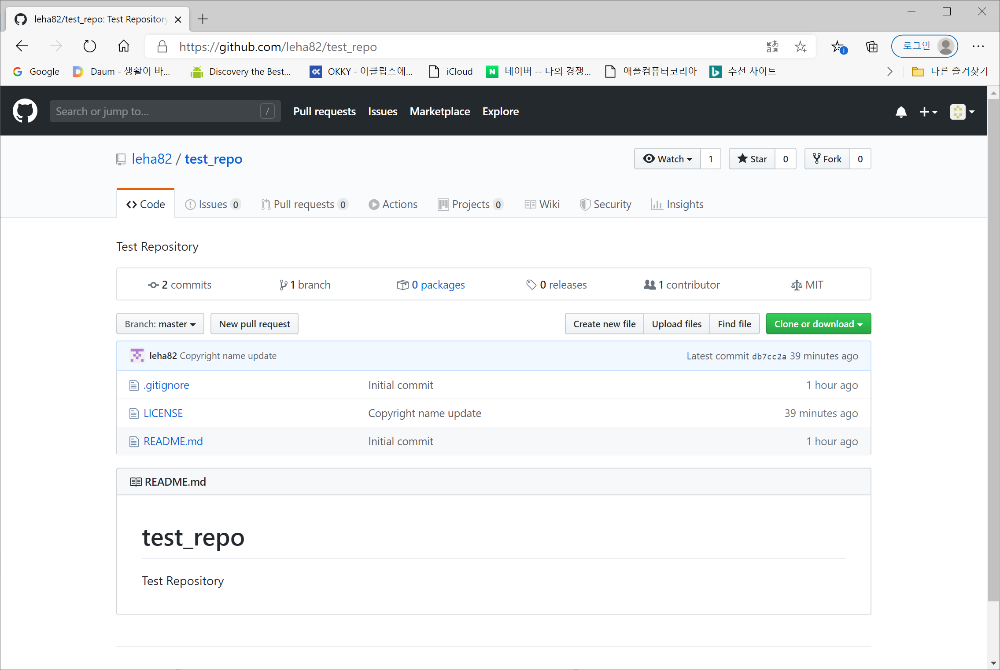 leha82/test_repo: Test Repository
https://github.com/leha82/test_repo
로그인
Google
Daum - 생활이 바...
Discovery the Best...
OKKY - 이클립스에...
iCloud
네이버 -- 나의 경쟁...
애플컴퓨터코리아
추천 사이트
다른 즐겨찾기
Search or jump to... /
Pull requests Issues Marketplace Explore
leha82 / test_repo
Watch 1 Star 0 Fork 0
Code Issues 0 Pull requests 0 Actions Projects 0 Wiki Security Insights
Test Repository
2 commits 1 branch 0 packages 0 releases 1 contributor MIT
Branch: master New pull request Create new file Upload files Find file Clone or download
leha82 Copyright name update Latest commit db7cc2a 39 minutes ago
.gitignore Initial commit 1 hour ago
LICENSE Copyright name update 39 minutes ago
README.md Initial commit 1 hour ago
README.md
test_repo
Test Repository